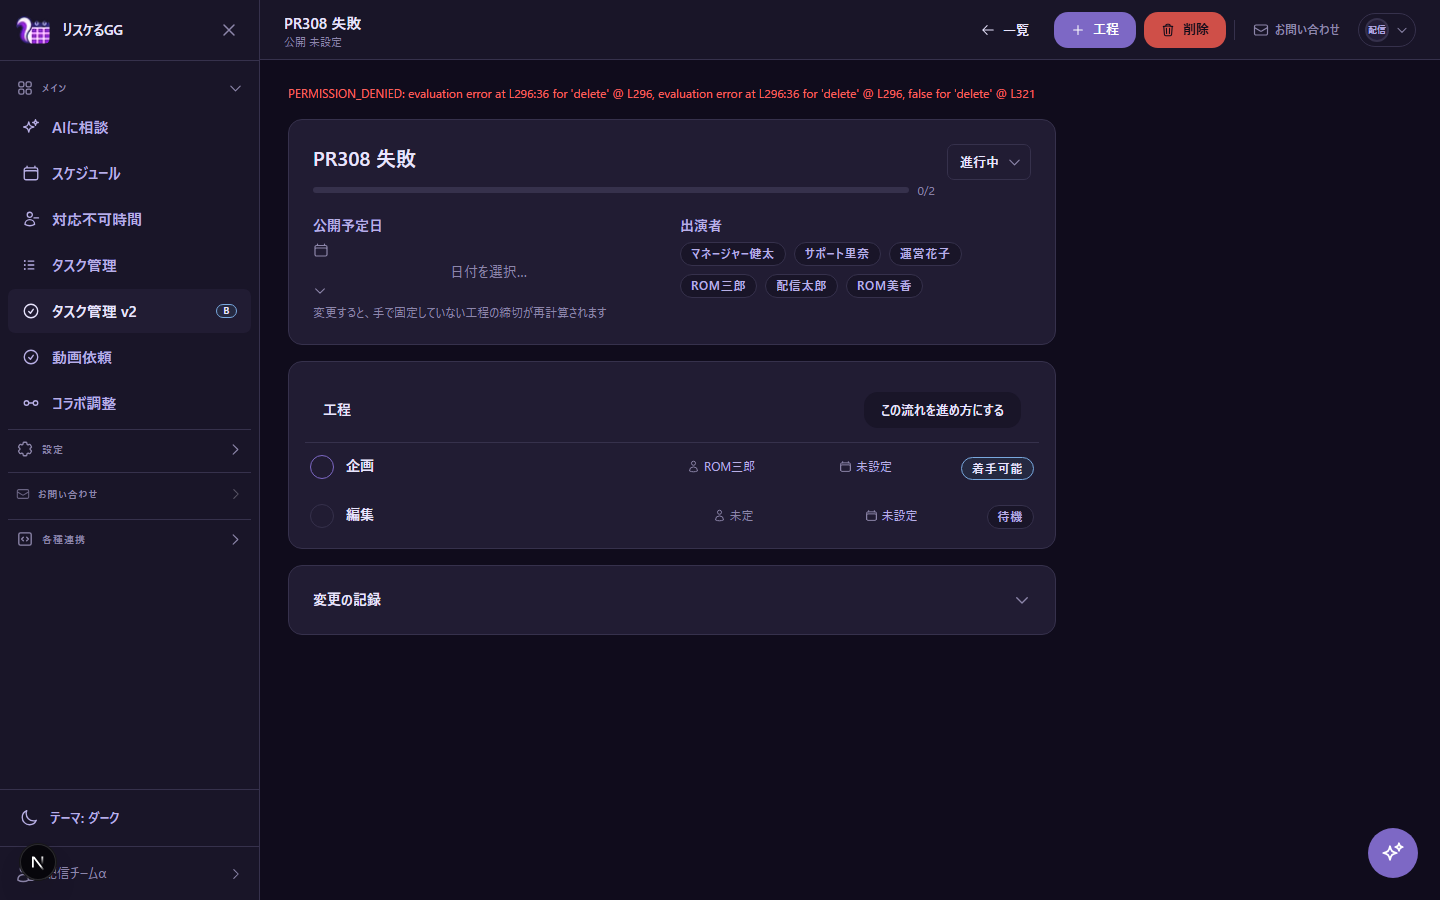 リスケるGG
メイン
AIに相談
スケジュール
対応不可時間
タスク管理
タスク管理 v2
B
動画依頼
コラボ調整
設定
お問い合わせ
各種連携
テーマ: ダーク
N
信チームα
PR308 失敗
公開 未設定
一覧
工程
削除
お問い合わせ
配信
PERMISSION_DENIED: evaluation error at L296:36 for 'delete' @ L296, evaluation error at L296:36 for 'delete' @ L296, false for 'delete' @ L321
PR308 失敗
進行中
0/2
公開予定日
日付を選択...
変更すると、手で固定していない工程の締切が再計算されます
出演者
マネージャー健太 サポート里奈 運営花子
ROM三郎 配信太郎 ROM美香
工程
この流れを進め方にする
企画 ROM三郎 未設定 着手可能
編集 未定 未設定 待機
変更の記録